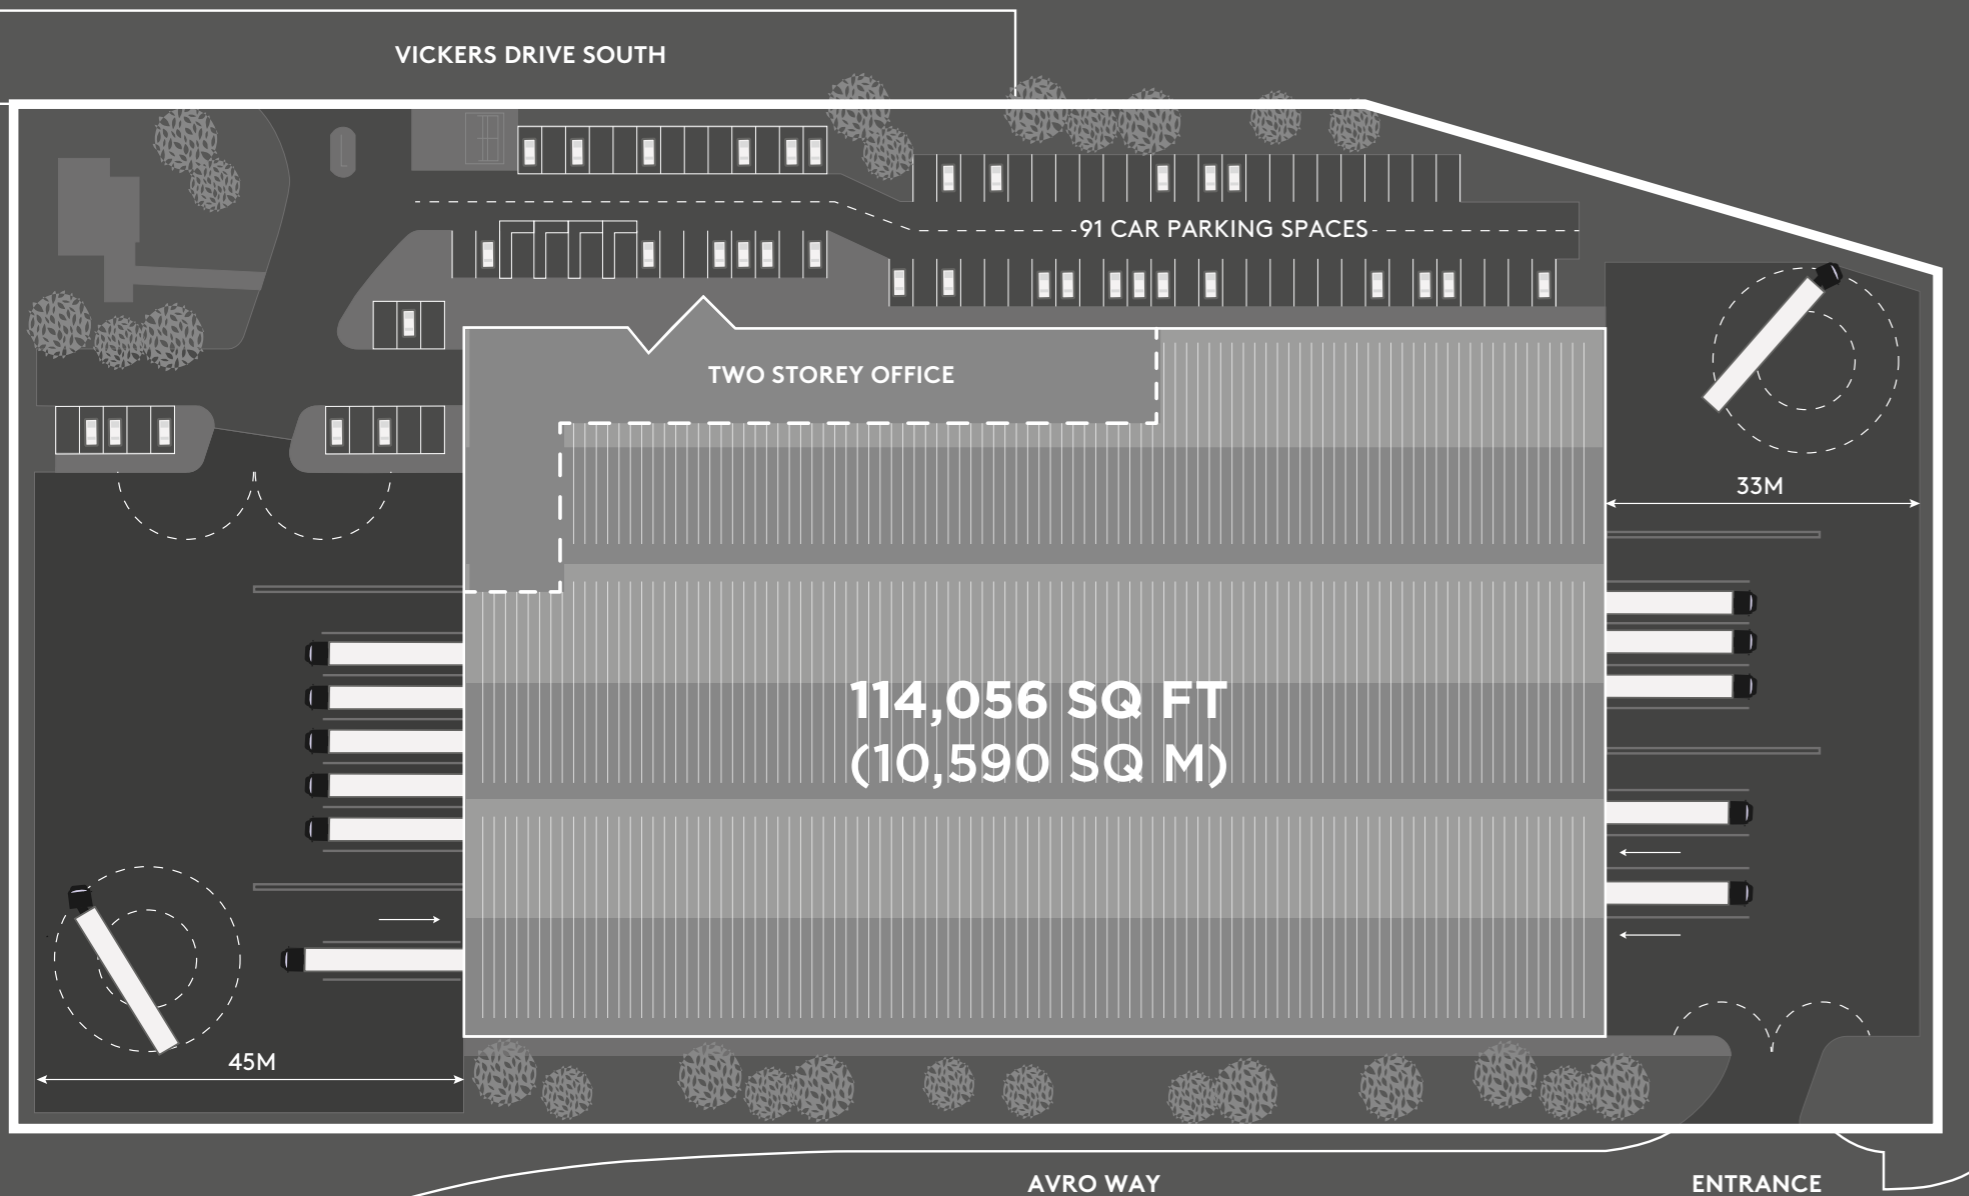 VICKERS DRIVE SOUTH
91 CAR PARKING SPACES
TWO STOREY OFFICE
33M
114,056 SQ FT
(10,590 SQ M)
45M
AVRO WAY
ENTRANCE